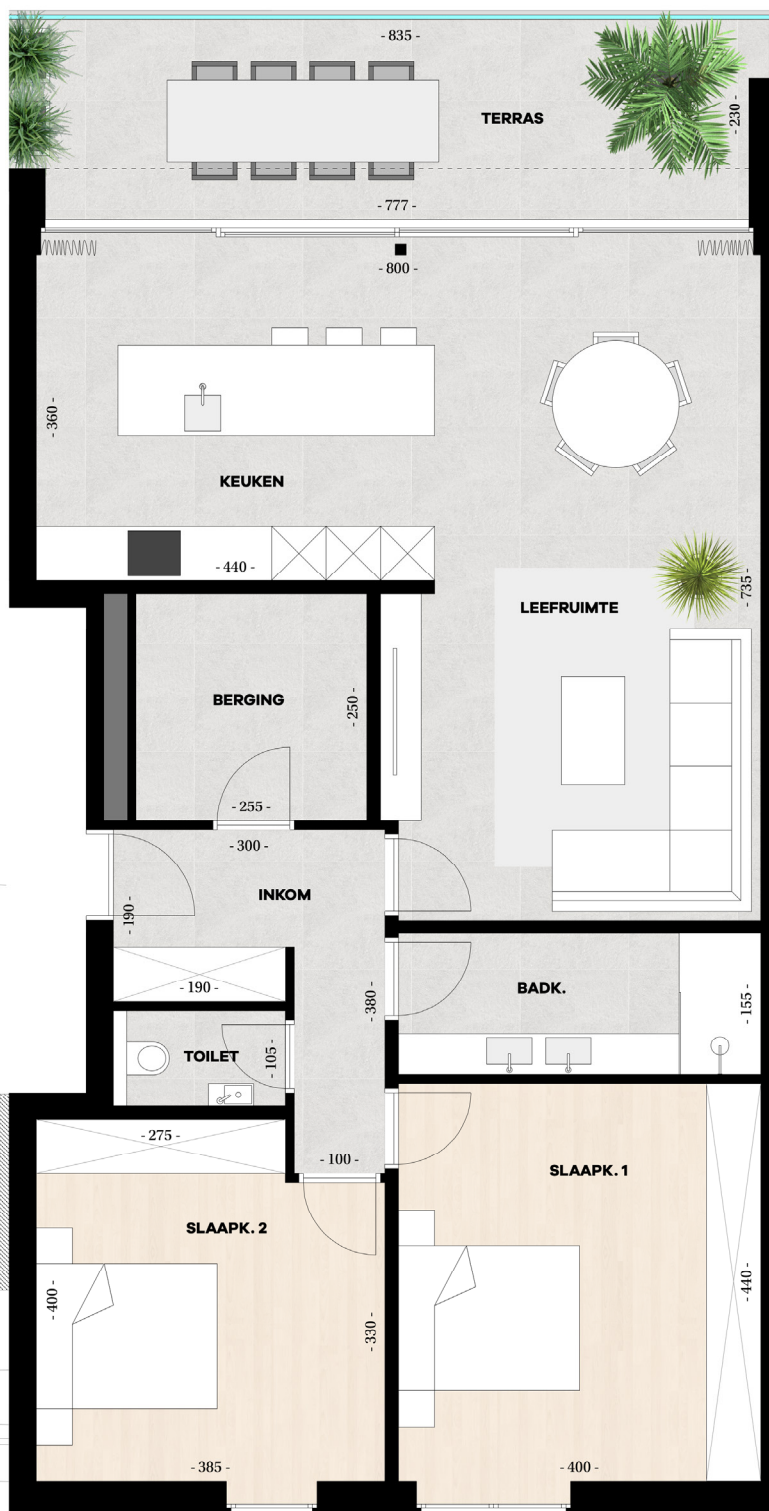 - 835 -
TERRAS
- 230 -
- 777 -
- 800 -
- 360 -
KEUKEN
- 440 -
LEEFRUIMTE
- 735 -
BERGING
- 250 -
- 255 -
- 300 -
INKOM
- 190 -
- 190 -
- 380 -
BADK.
- 155 -
TOILET
- 105 -
- 275 -
- 100 -
SLAAPK. 1
SLAAPK. 2
- 400 -
- 330 -
- 440 -
- 385 -
- 400 -